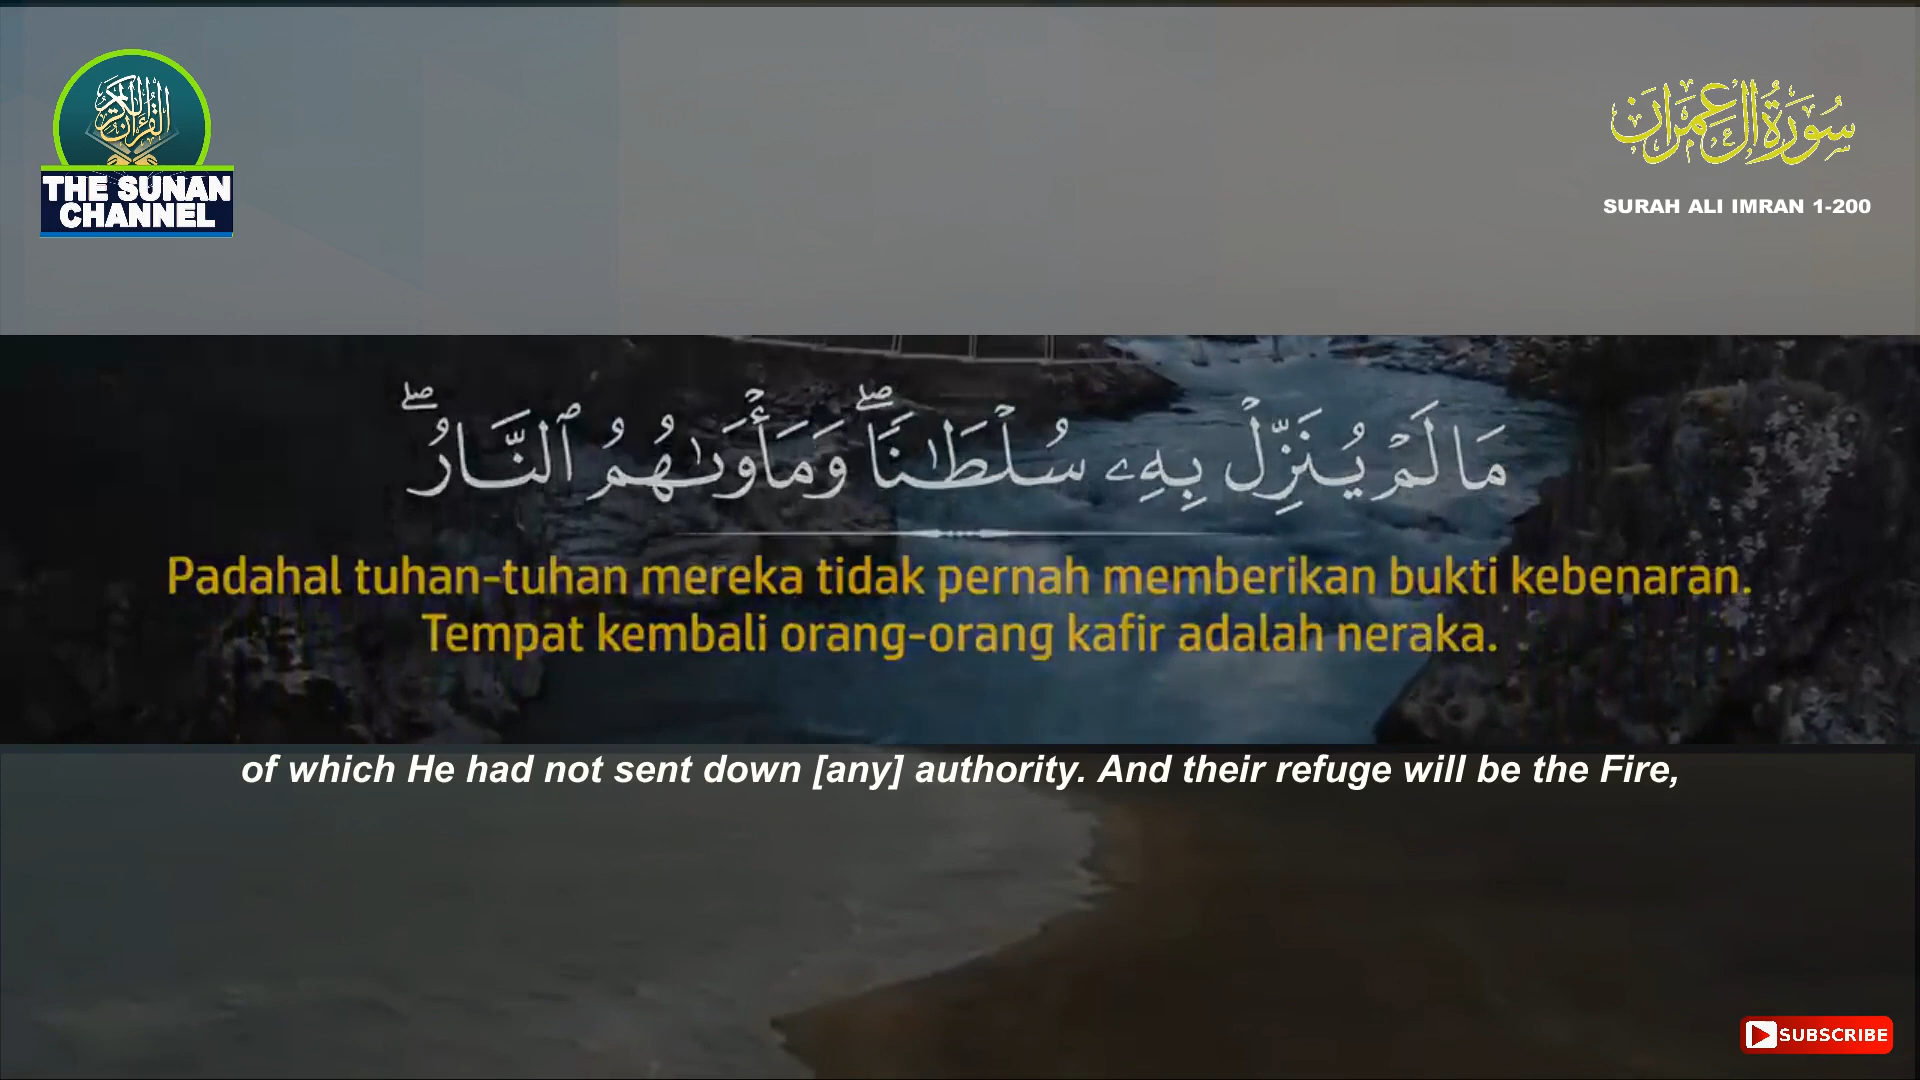 القرآن الكريم
THE SUNAN
CHANNEL
سُورَةُ آلِ عِمْرَان
SURAH ALI IMRAN 1-200
مَا لَمْ يُنَزِّلْ بِهِۦ سُلْطَـٰنًا ۖ وَمَأْوَىٰهُمُ ٱلنَّارُ ۖ
Padahal tuhan-tuhan mereka tidak pernah memberikan bukti kebenaran.
Tempat kembali orang-orang kafir adalah neraka.
of which He had not sent down [any] authority. And their refuge will be the Fire,
SUBSCRIBE